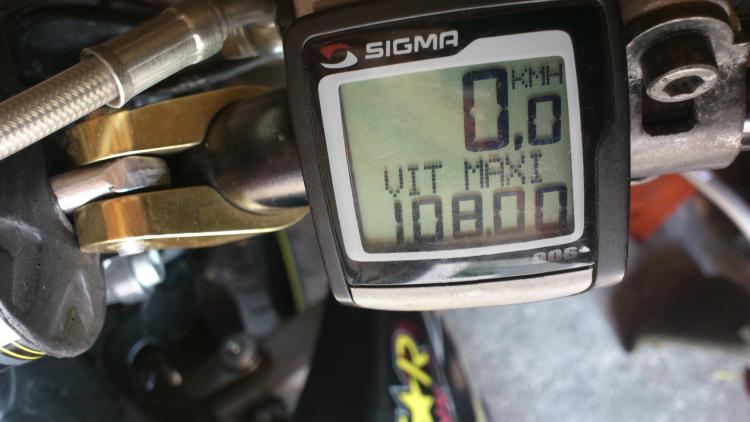 SIGMA
KMH
0,0
VIT MAXI
108.00
R